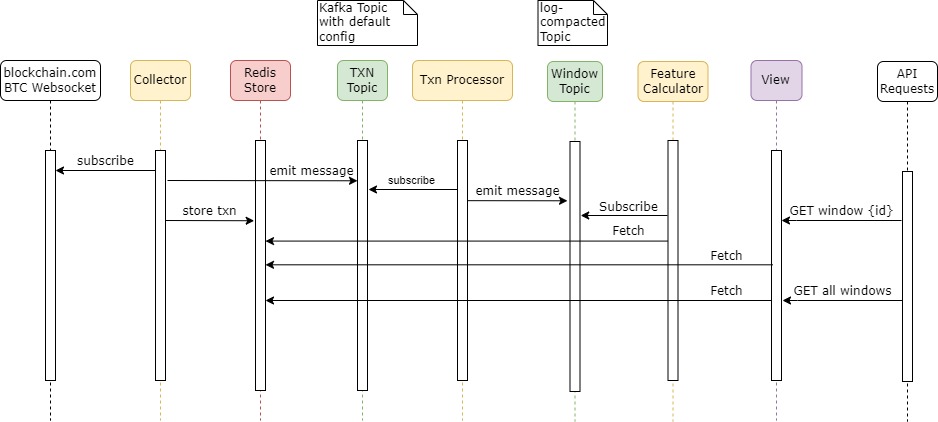 Kafka Topic
with default
config
log-
compacted
Topic
blockchain.com
BTC Websocket
Collector
Redis
Store
TXN
Topic
Txn Processor
Window
Topic
Feature
Calculator
View
API
Requests
subscribe
emit message
subscribe
emit message
store txn
Subscribe
GET window {id}
Fetch
Fetch
Fetch
GET all windows